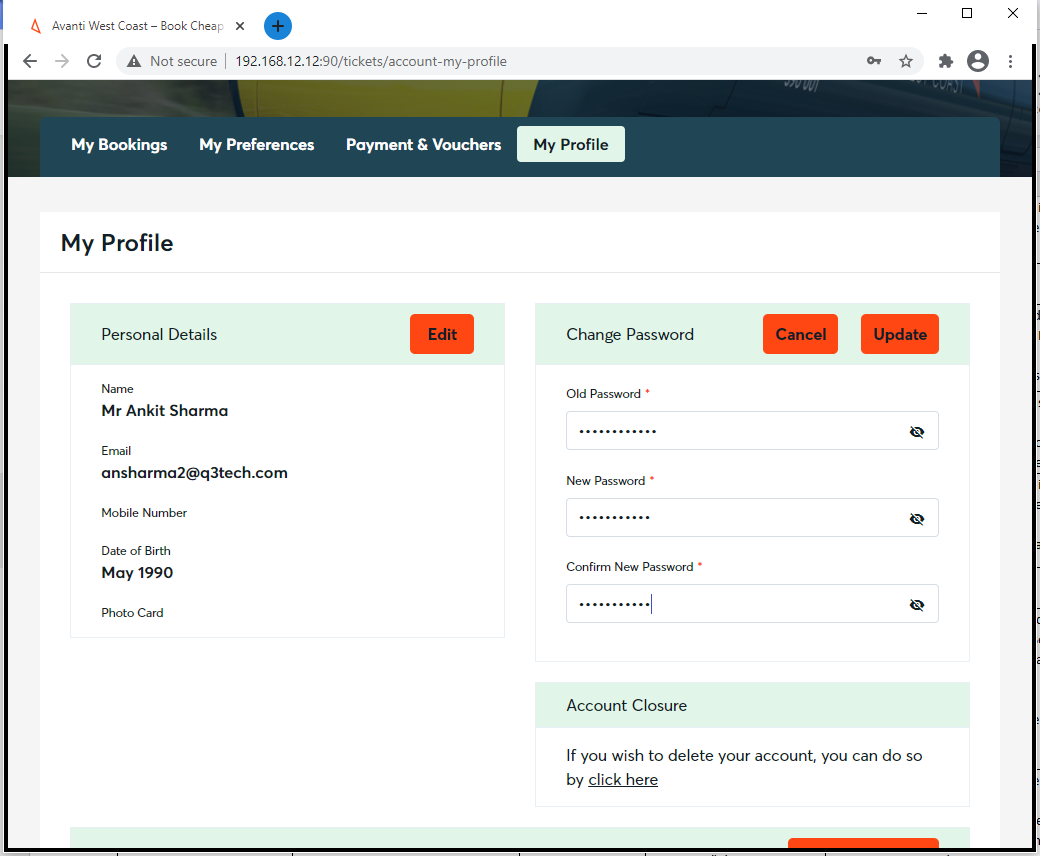 Avanti West Coast – Book Cheap
Not secure
192.168.12.12:90/tickets/account-my-profile
My Bookings
My Preferences
Payment & Vouchers
My Profile
My Profile
Personal Details
Edit
Name
Mr Ankit Sharma
Email
ansharma2@q3tech.com
Mobile Number
Date of Birth
May 1990
Photo Card
Change Password
Cancel
Update
Old Password *
••••••••••••
New Password *
•••••••••••
Confirm New Password *
•••••••••••
Account Closure
If you wish to delete your account, you can do so
by click here